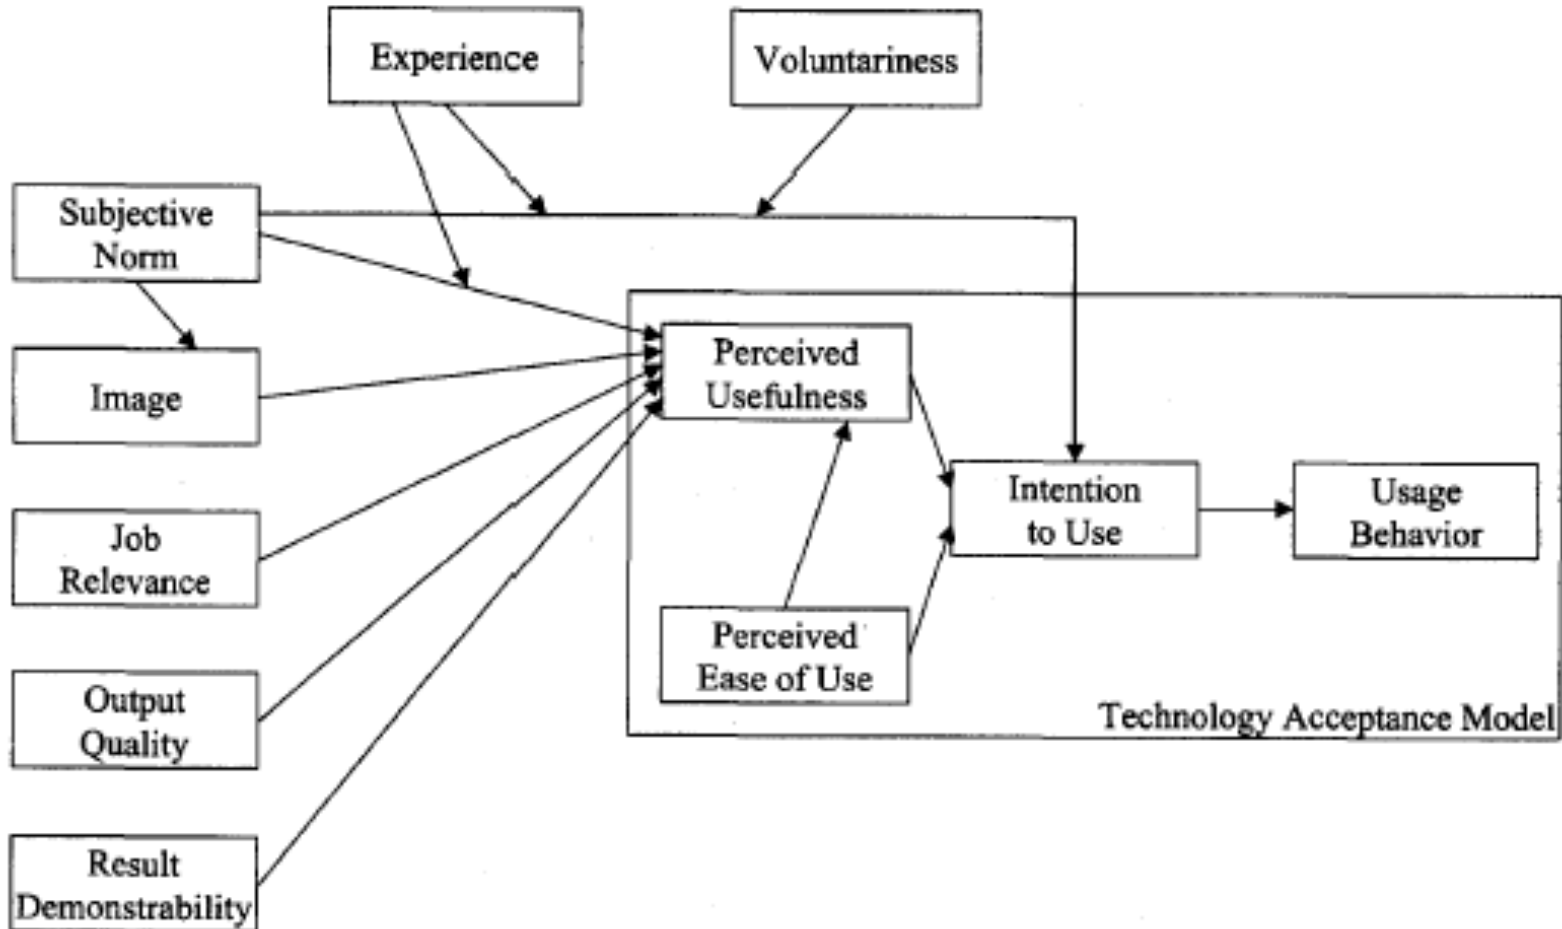 Experience
Voluntariness
Subjective
Norm
Image
Job
Relevance
Output
Quality
Result
Demonstrability
Perceived
Usefulness
Perceived
Ease of Use
Intention
to Use
Usage
Behavior
Technology Acceptance Model